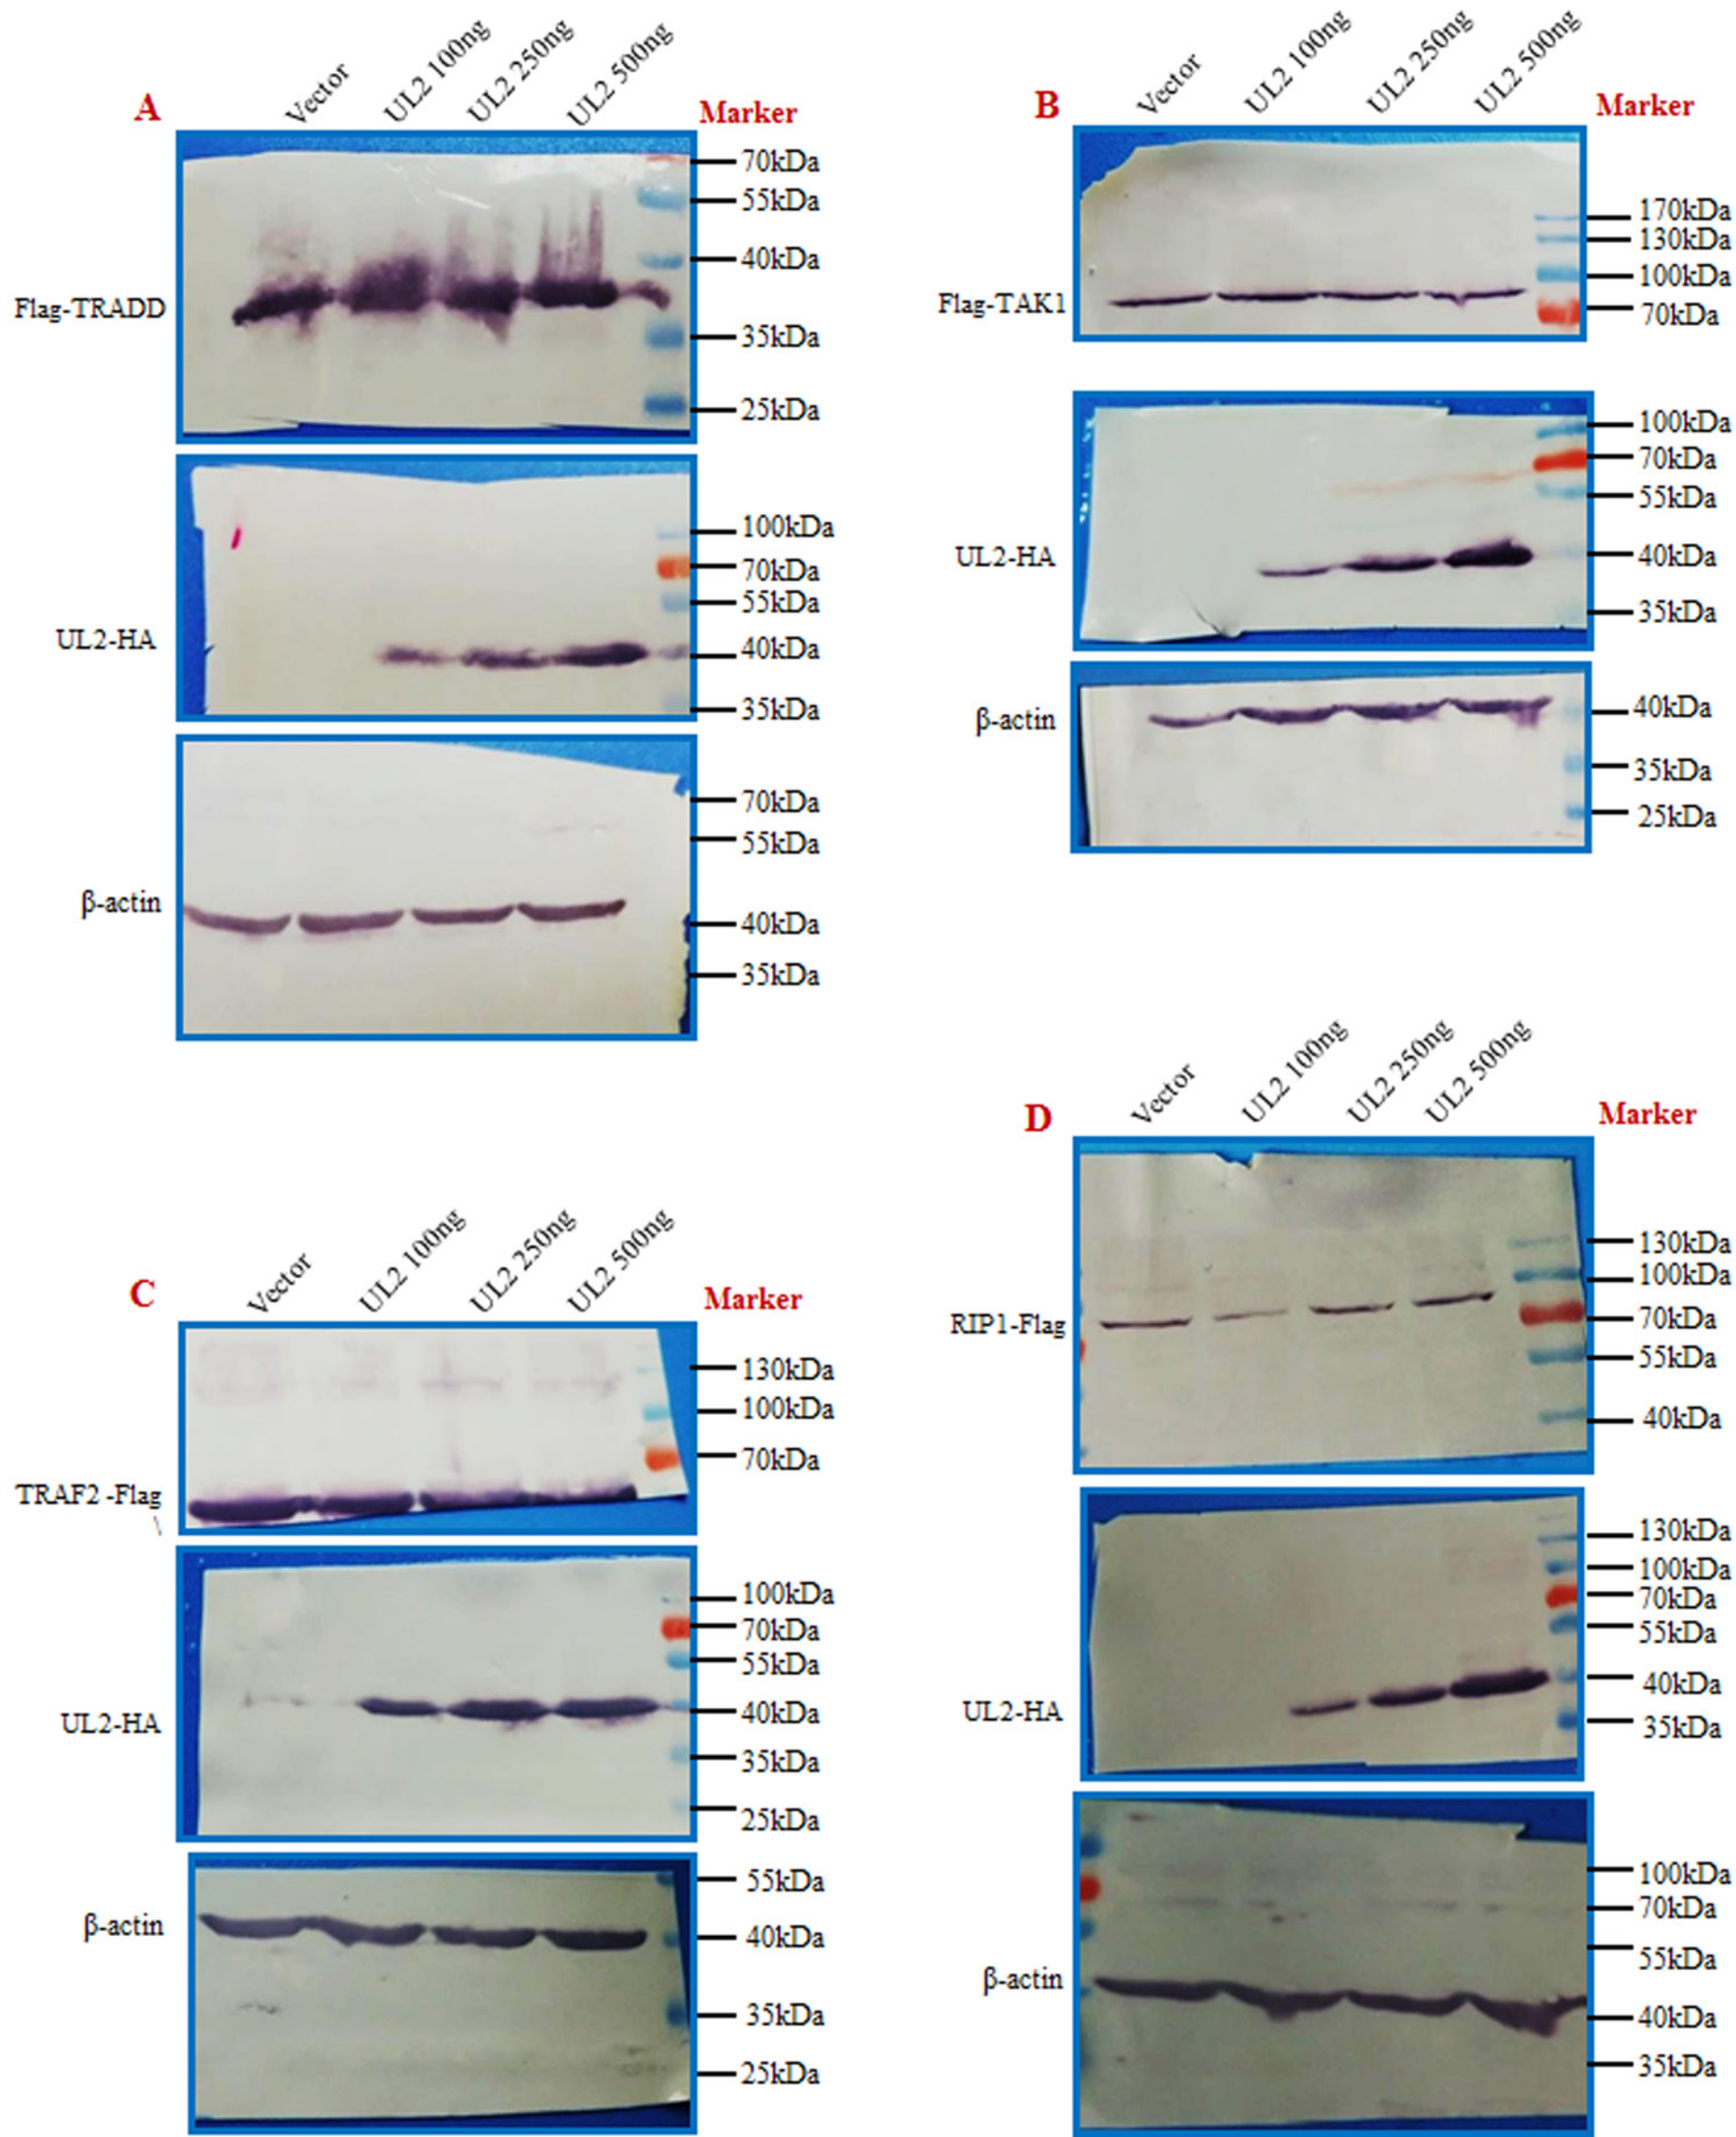 A
Vector
UL2 100ng
UL2 250ng
UL2 500ng
Marker
70kDa
55kDa
40kDa
Flag-TRADD
35kDa
25kDa
100kDa
70kDa
55kDa
UL2-HA
40kDa
35kDa
70kDa
55kDa
β-actin
40kDa
35kDa
B
Vector
UL2 100ng
UL2 250ng
UL2 500ng
Marker
170kDa
130kDa
100kDa
Flag-TAK1
70kDa
100kDa
70kDa
55kDa
UL2-HA
40kDa
35kDa
β-actin
40kDa
35kDa
25kDa
C
Vector
UL2 100ng
UL2 250ng
UL2 500ng
Marker
130kDa
100kDa
70kDa
TRAF2 -Flag
100kDa
70kDa
55kDa
UL2-HA
40kDa
35kDa
25kDa
55kDa
β-actin
40kDa
35kDa
25kDa
D
Vector
UL2 100ng
UL2 250ng
UL2 500ng
Marker
130kDa
100kDa
RIP1-Flag
70kDa
55kDa
40kDa
130kDa
100kDa
70kDa
55kDa
40kDa
UL2-HA
35kDa
100kDa
70kDa
55kDa
β-actin
40kDa
35kDa